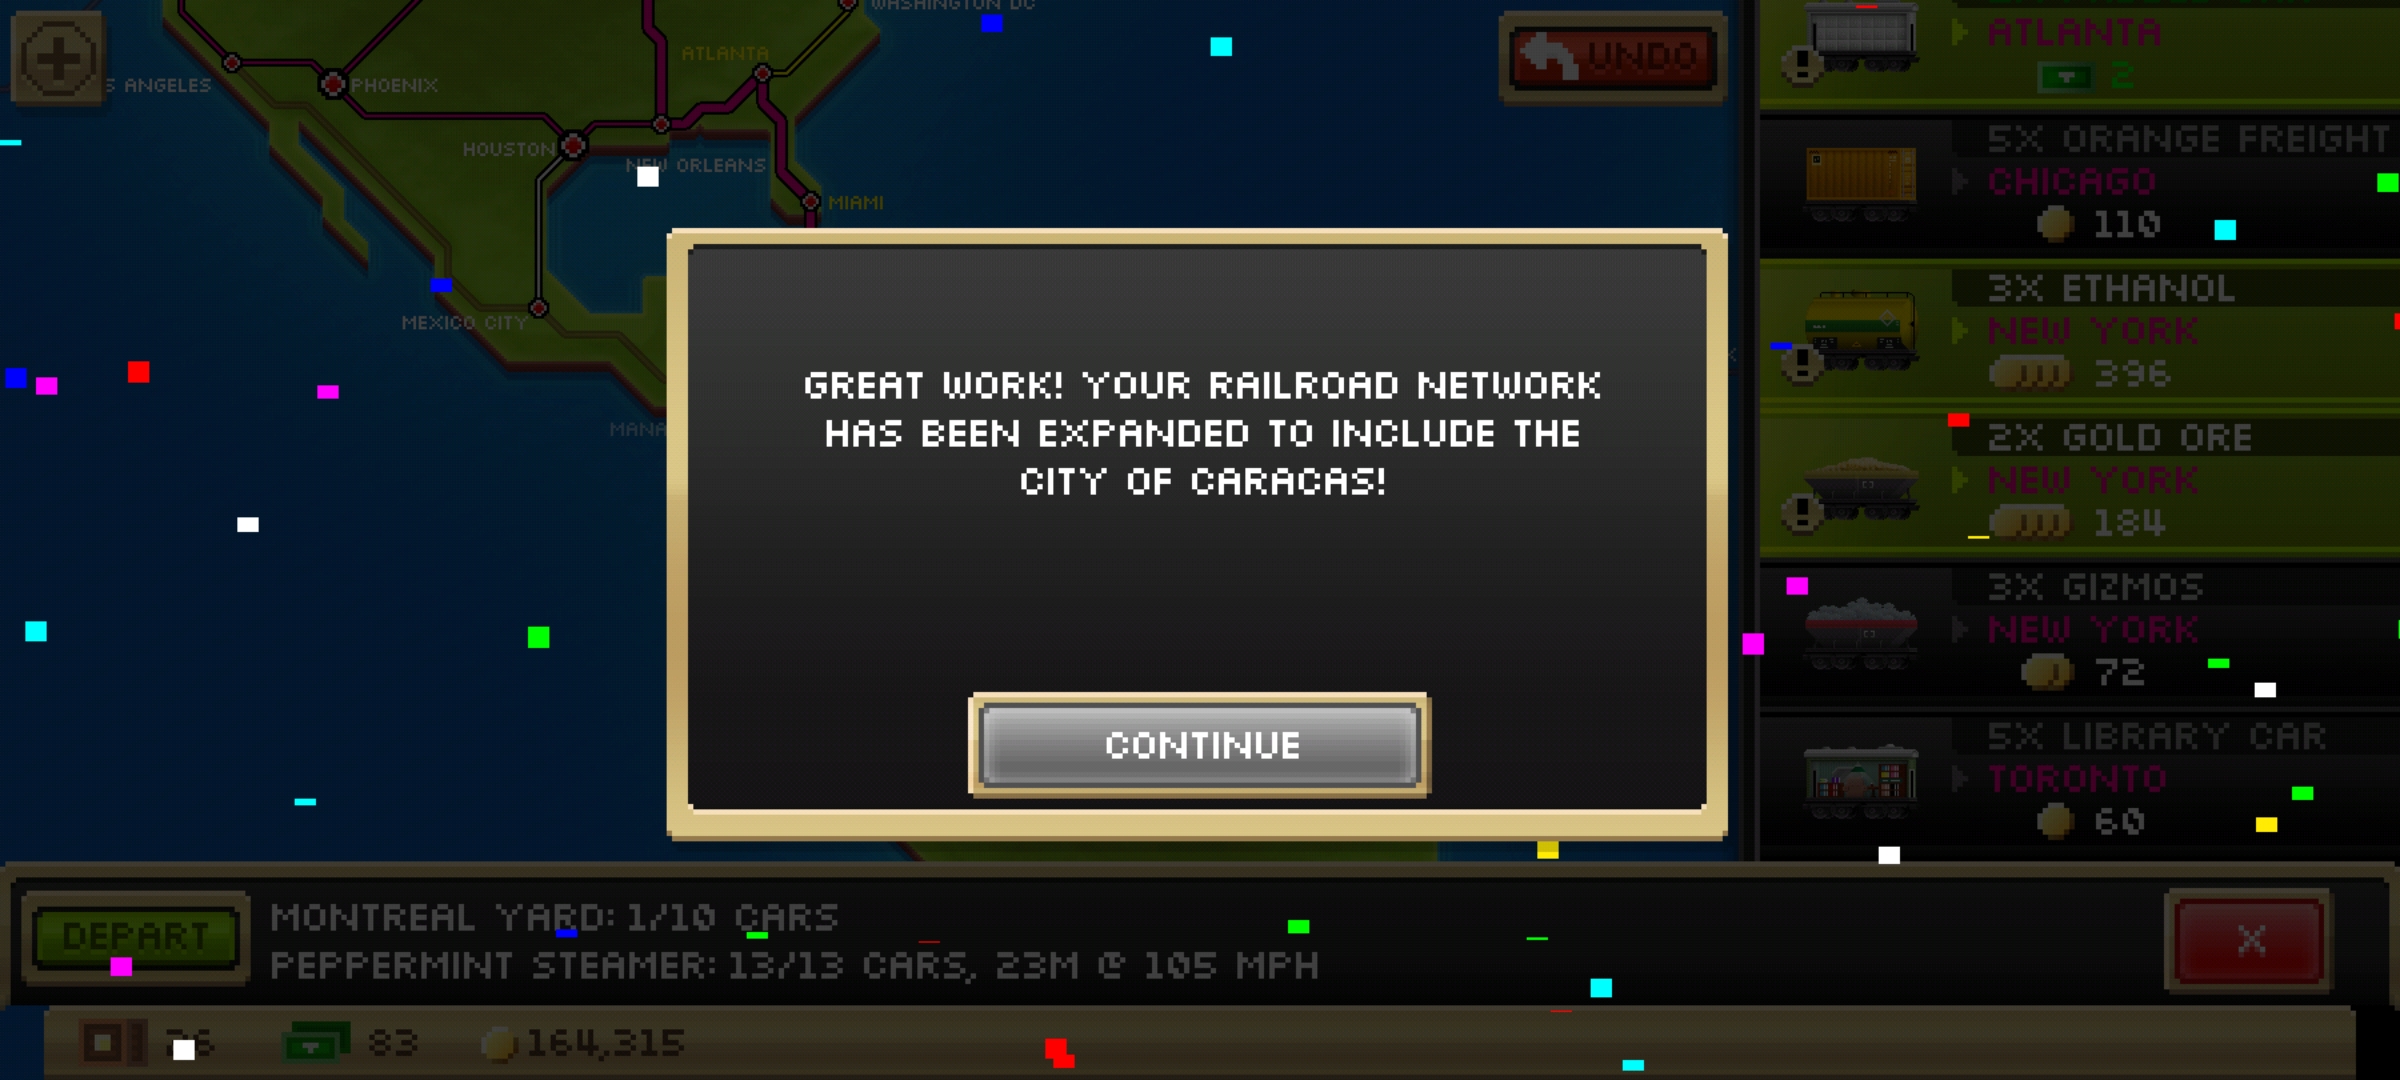 WASHINGTON DC
ATLANTA
UNDO
ATLANTA
2
S ANGELES
PHOENIX
HOUSTON
NEW ORLEANS
MIAMI
MEXICO CITY
MANA
5X ORANGE FREIGHT
CHICAGO
110
3X ETHANOL
NEW YORK
396
2X GOLD ORE
NEW YORK
184
3X GIZMOS
NEW YORK
72
5X LIBRARY CAR
TORONTO
60
GREAT WORK! YOUR RAILROAD NETWORK
HAS BEEN EXPANDED TO INCLUDE THE
CITY OF CARACAS!
CONTINUE
DEPART
MONTREAL YARD: 1/10 CARS
PEPPERMINT STEAMER: 13/13 CARS, 23M @ 105 MPH
X
83
164,315